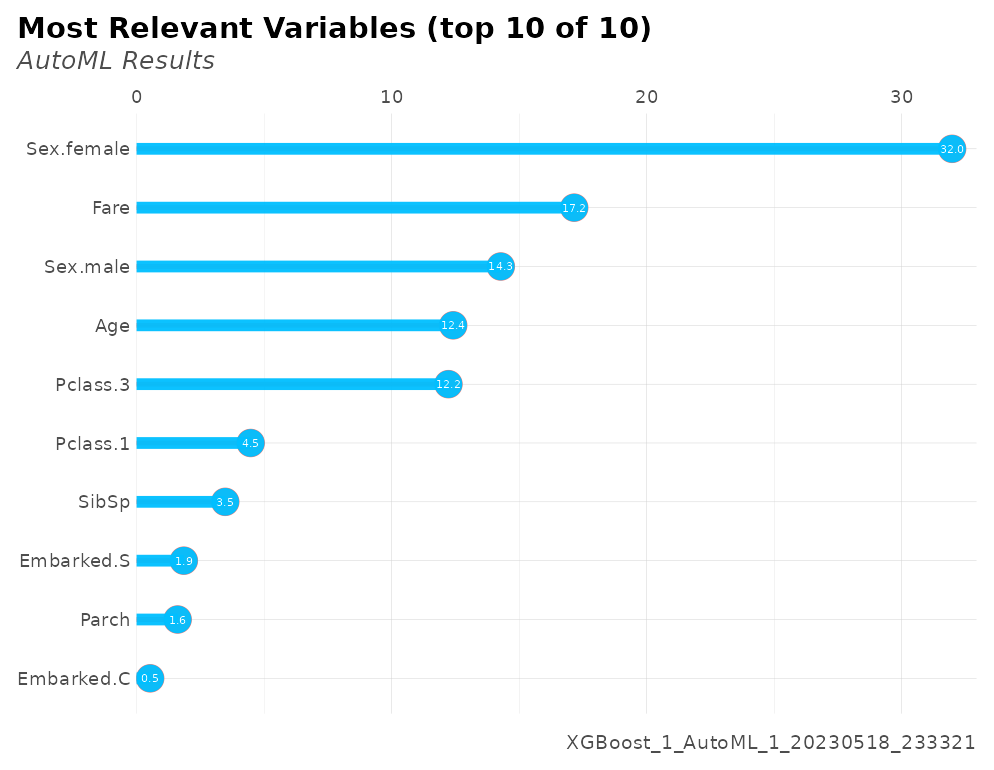 Most Relevant Variables (top 10 of 10)
AutoML Results
0 10 20 30
Sex.female 32.0
Fare 17.2
Sex.male 14.3
Age 12.4
Pclass.3 12.2
Pclass.1 4.5
SibSp 3.5
Embarked.S 1.9
Parch 1.6
Embarked.C 0.5
XGBoost_1_AutoML_1_20230518_233321